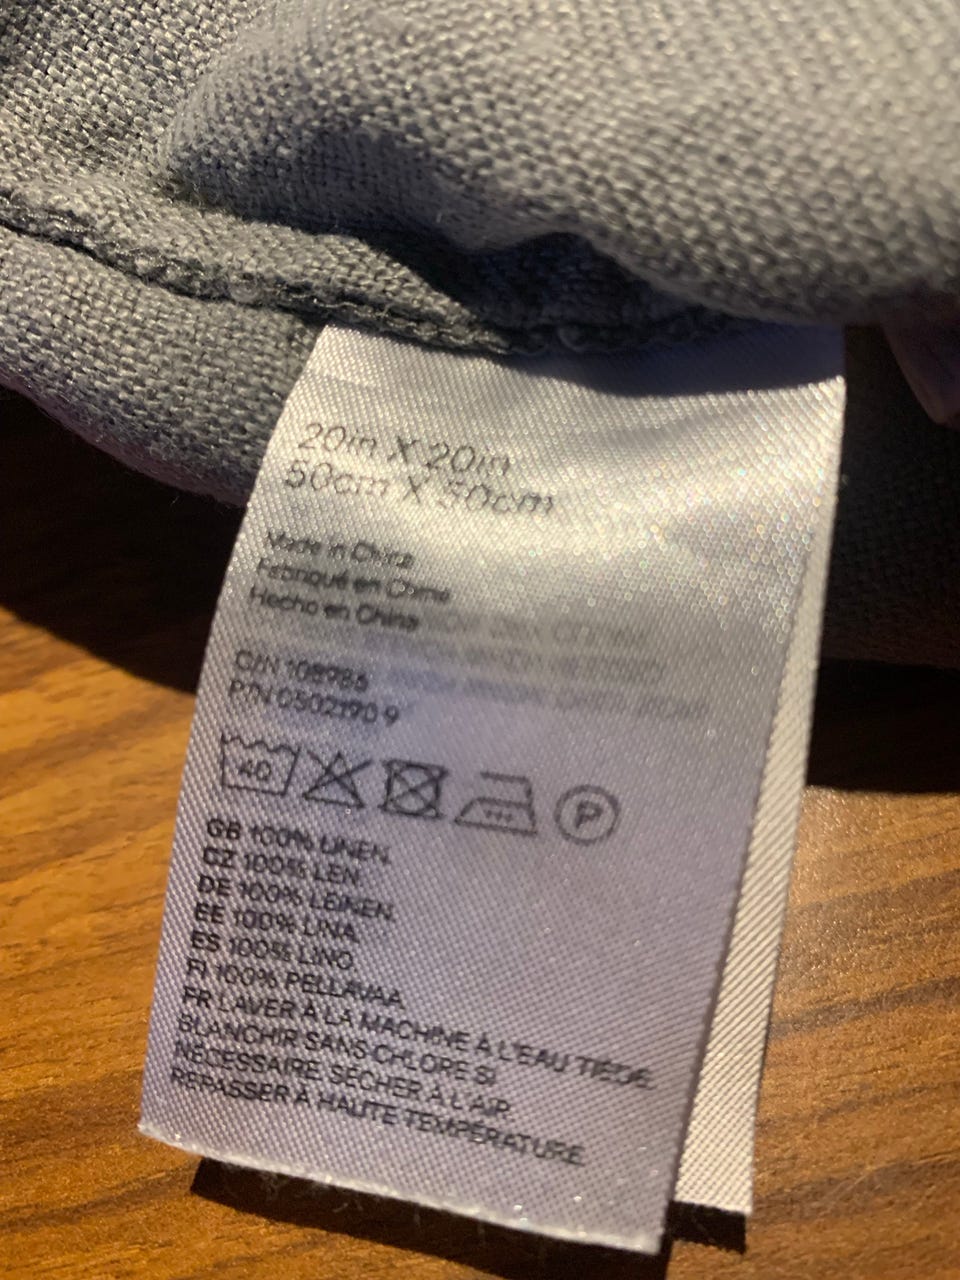 20in X 20in
50cm X 50cm
Made in China
Fabriqué en Chine
Hecho en China
C/N 108986
P/N 0502190 9
40
P
GB 100% LINEN.
CZ 100% LEN
DE 100% LEINEN.
EE 100% LINA.
ES 100% LINO.
FI 100% PELLAVAA
FR LAVER À LA MACHINE À L'EAU TIÈDE.
BLANCHIR SANS CHLORE SI
NÉCESSAIRE. SÉCHER À L'AIR.
REPASSER À HAUTE TEMPÉRATURE